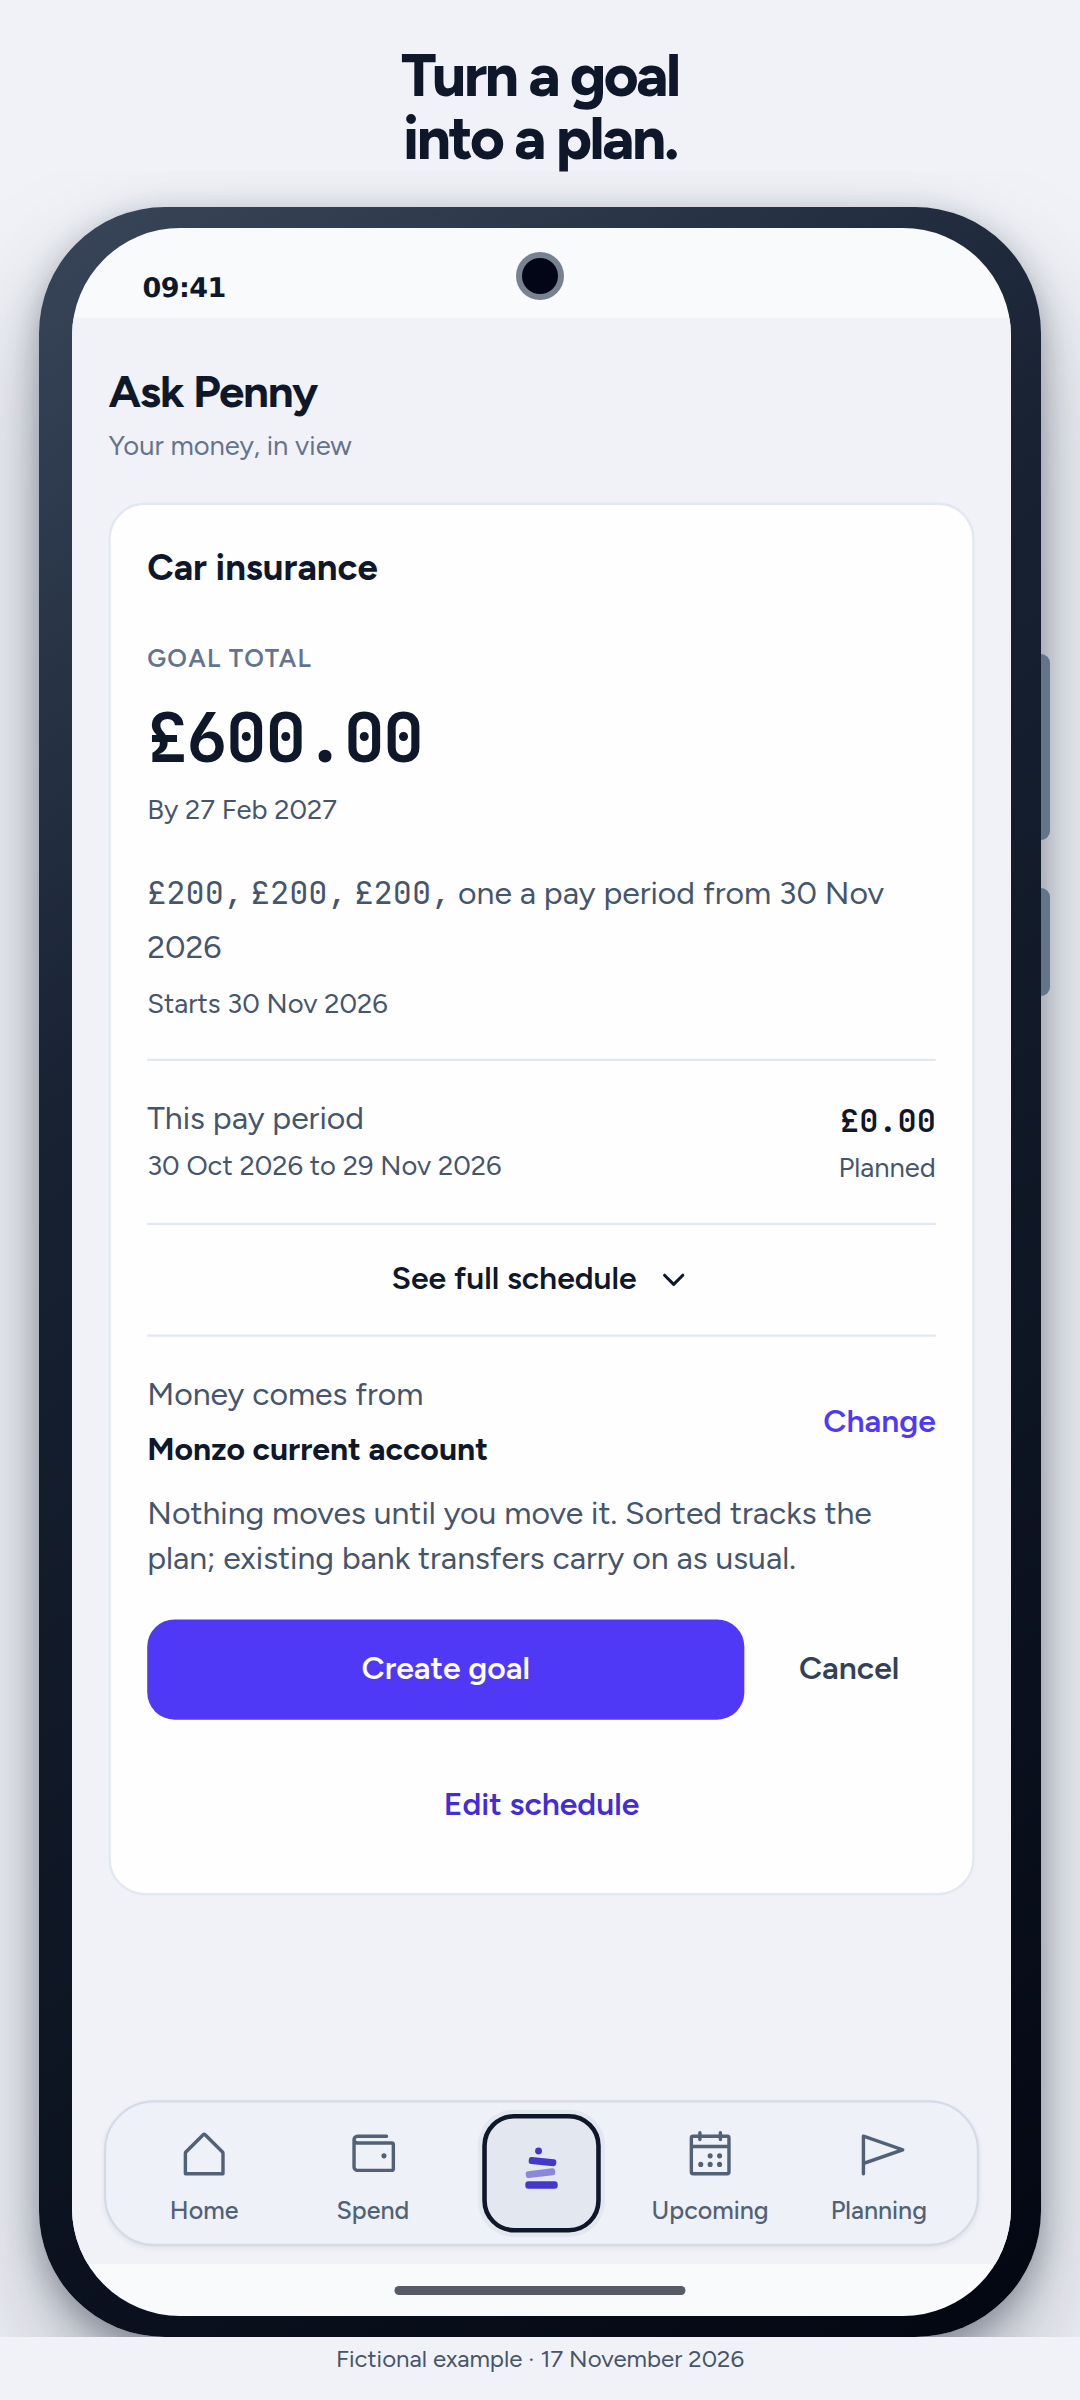 Turn a goal
into a plan.
09:41
Ask Penny
Your money, in view
Car insurance
GOAL TOTAL
£600.00
By 27 Feb 2027
£200, £200, £200, one a pay period from 30 Nov
2026
Starts 30 Nov 2026
This pay period
£0.00
30 Oct 2026 to 29 Nov 2026
Planned
See full schedule
Money comes from
Change
Monzo current account
Nothing moves until you move it. Sorted tracks the
plan; existing bank transfers carry on as usual.
Create goal
Cancel
Edit schedule
Home
Spend
Upcoming
Planning
Fictional example · 17 November 2026